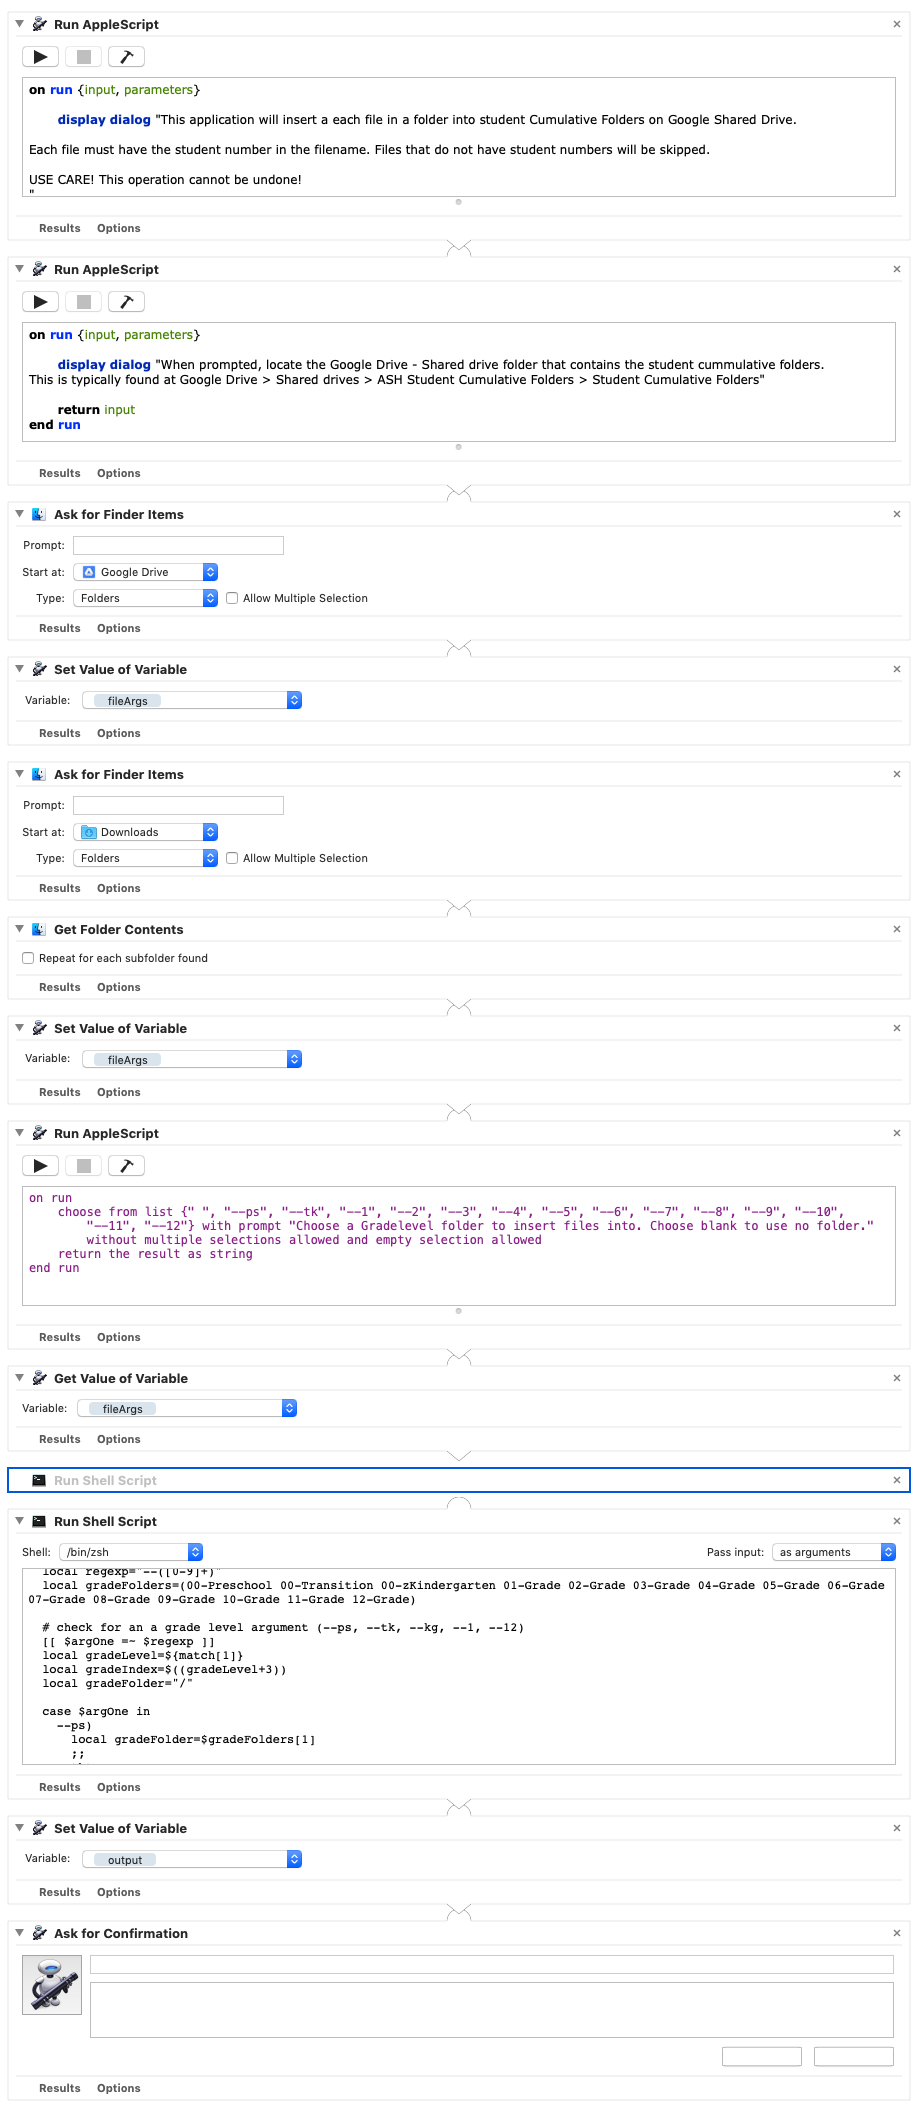 Run AppleScript
on run {input, parameters}
display dialog "This application will insert a each file in a folder into student Cumulative Folders on Google Shared Drive.
Each file must have the student number in the filename. Files that do not have student numbers will be skipped.
USE CARE! This operation cannot be undone!
"
Results Options
Run AppleScript
on run {input, parameters}
display dialog "When prompted, locate the Google Drive - Shared drive folder that contains the student cummulative folders.
This is typically found at Google Drive > Shared drives > ASH Student Cumulative Folders > Student Cumulative Folders"
return input
end run
Results Options
Ask for Finder Items
Prompt:
Start at: Google Drive
Type: Folders Allow Multiple Selection
Results Options
Set Value of Variable
Variable: fileArgs
Results Options
Ask for Finder Items
Prompt:
Start at: Downloads
Type: Folders Allow Multiple Selection
Results Options
Get Folder Contents
Repeat for each subfolder found
Results Options
Set Value of Variable
Variable: fileArgs
Results Options
Run AppleScript
on run
choose from list {" ", "--ps", "--tk", "--1", "--2", "--3", "--4", "--5", "--6", "--7", "--8", "--9", "--10",
"--11", "--12"} with prompt "Choose a Gradelevel folder to insert files into. Choose blank to use no folder."
without multiple selections allowed and empty selection allowed
return the result as string
end run
Results Options
Get Value of Variable
Variable: fileArgs
Results Options
Run Shell Script
Run Shell Script
Shell: /bin/zsh Pass input: as arguments
local regexp="--([0-9]+)"
local gradeFolders=(00-Preschool 00-Transition 00-zKindergarten 01-Grade 02-Grade 03-Grade 04-Grade 05-Grade 06-Grade
07-Grade 08-Grade 09-Grade 10-Grade 11-Grade 12-Grade)
# check for an a grade level argument (--ps, --tk, --kg, --1, --12)
[[ $argOne =~ $regexp ]]
local gradeLevel=${match[1]}
local gradeIndex=$((gradeLevel+3))
local gradeFolder="/"
case $argOne in
--ps)
local gradeFolder=$gradeFolders[1]
;;
Results Options
Set Value of Variable
Variable: output
Results Options
Ask for Confirmation
Results Options